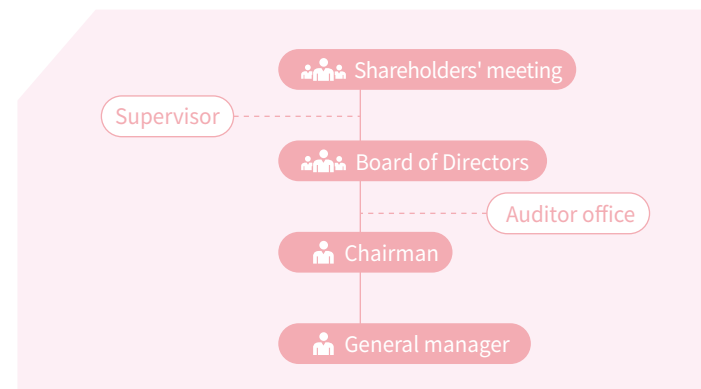 Shareholders' meeting
Supervisor
Board of Directors
Auditor office
Chairman
General manager